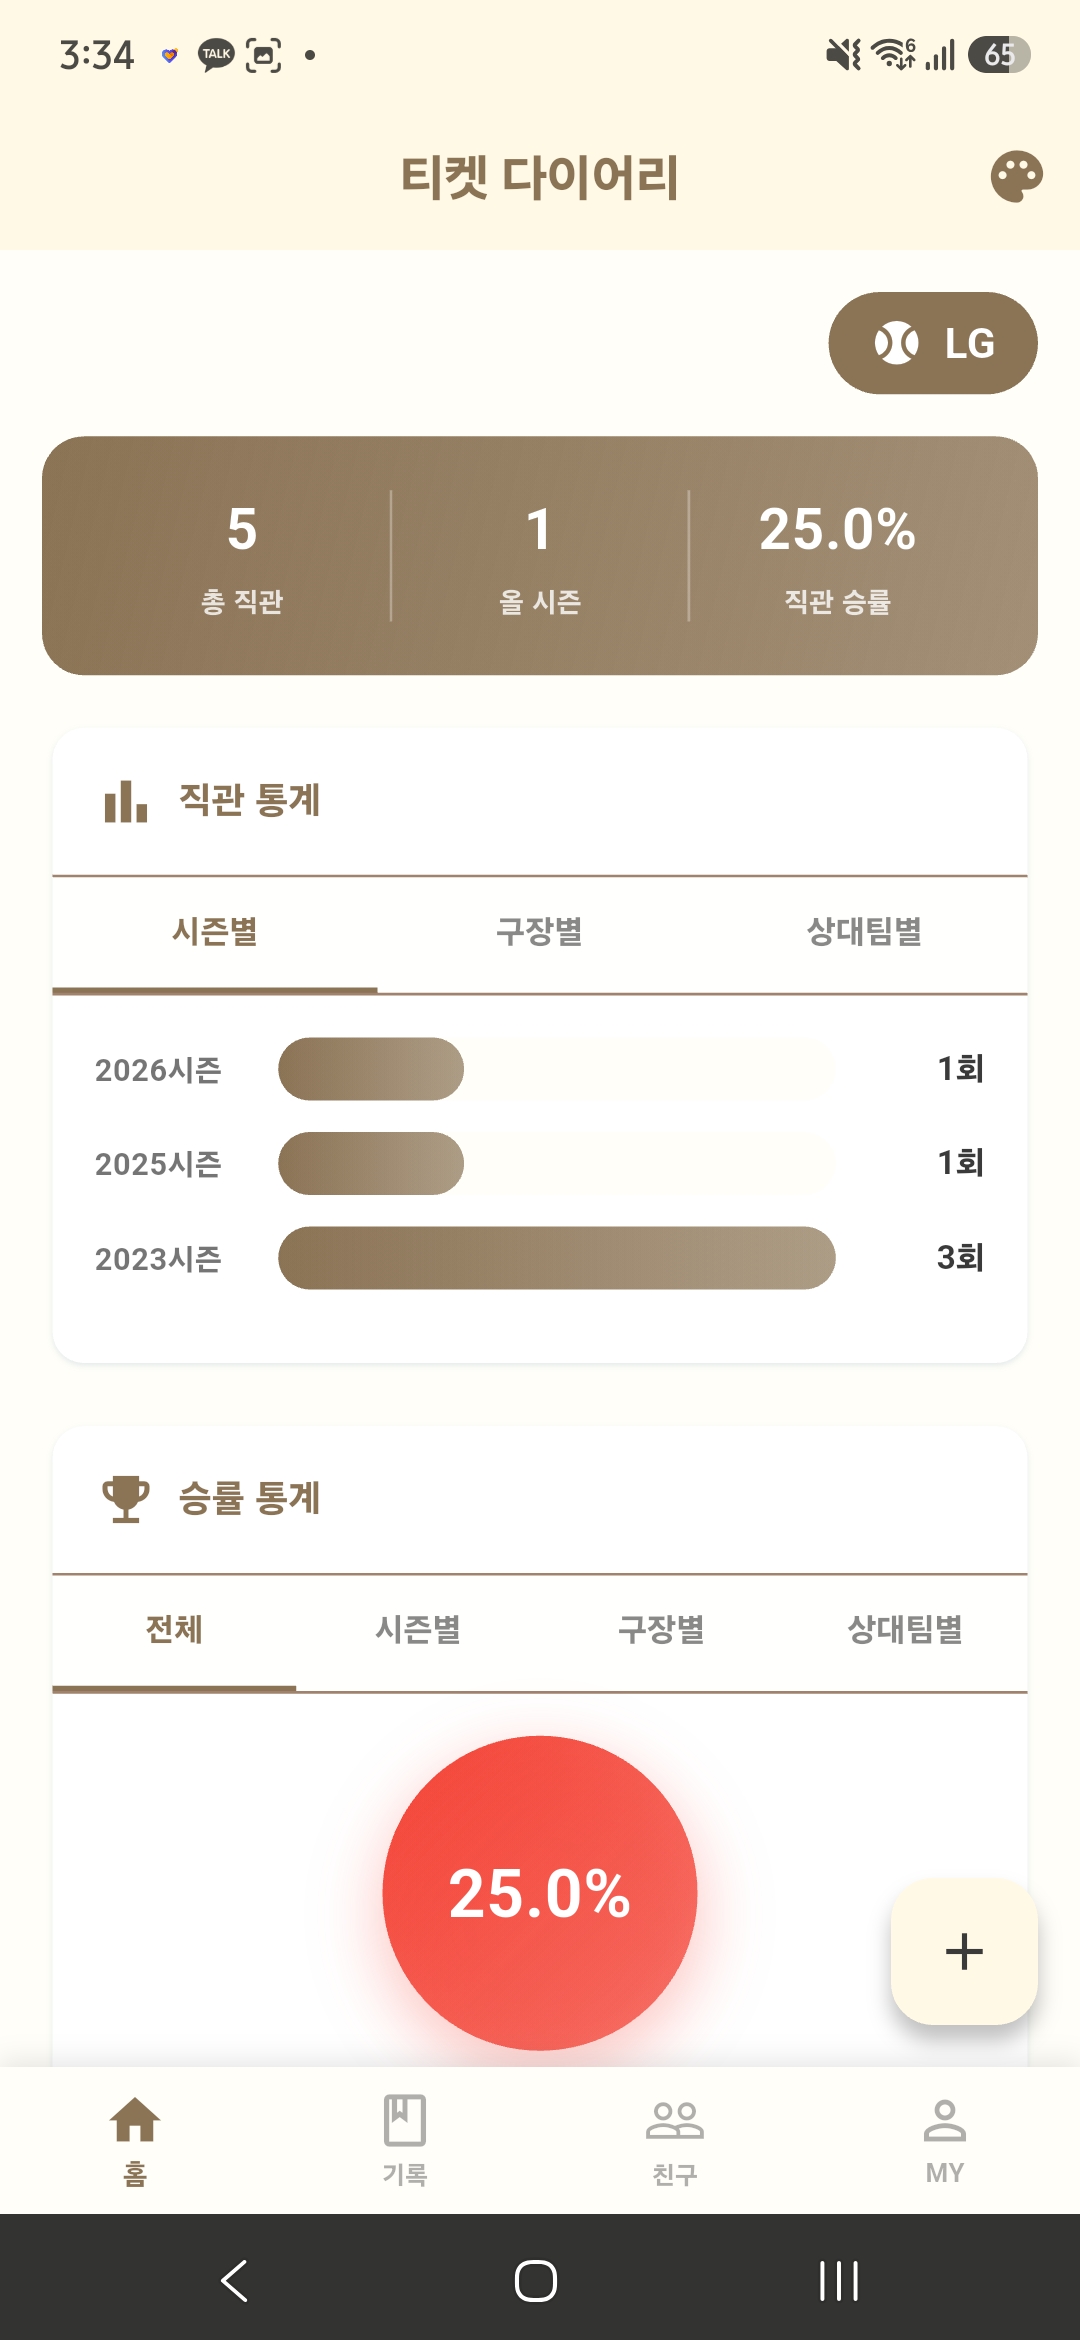 3:34
TALK
6
65
티켓 다이어리
LG
5
1
25.0%
총 직관
올 시즌
직관 승률
직관 통계
시즌별
구장별
상대팀별
2026시즌
1회
2025시즌
1회
2023시즌
3회
승률 통계
전체
시즌별
구장별
상대팀별
25.0%
+
홈
기록
친구
MY